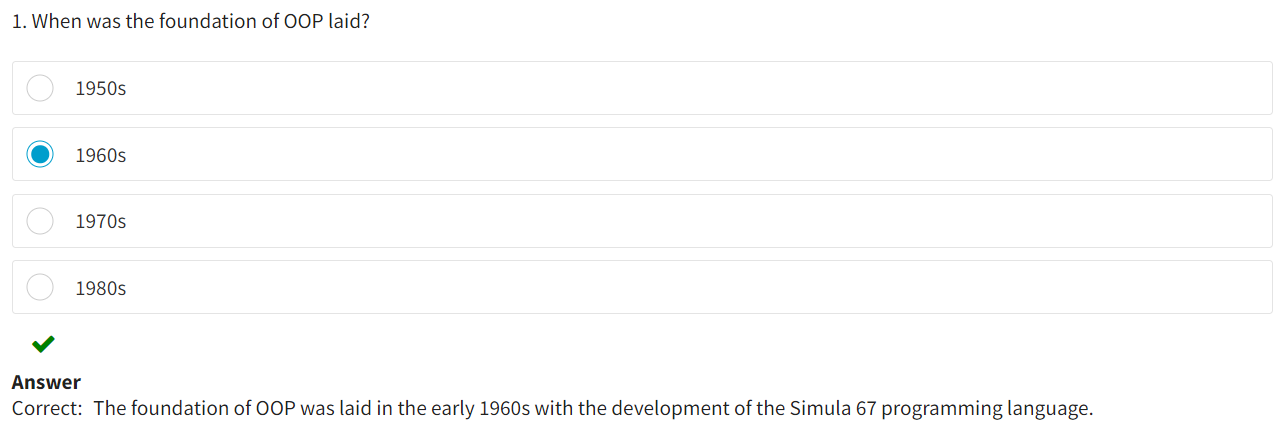 1. When was the foundation of OOP laid?
1950s
1960s
1970s
1980s
Answer
Correct: The foundation of OOP was laid in the early 1960s with the development of the Simula 67 programming language.